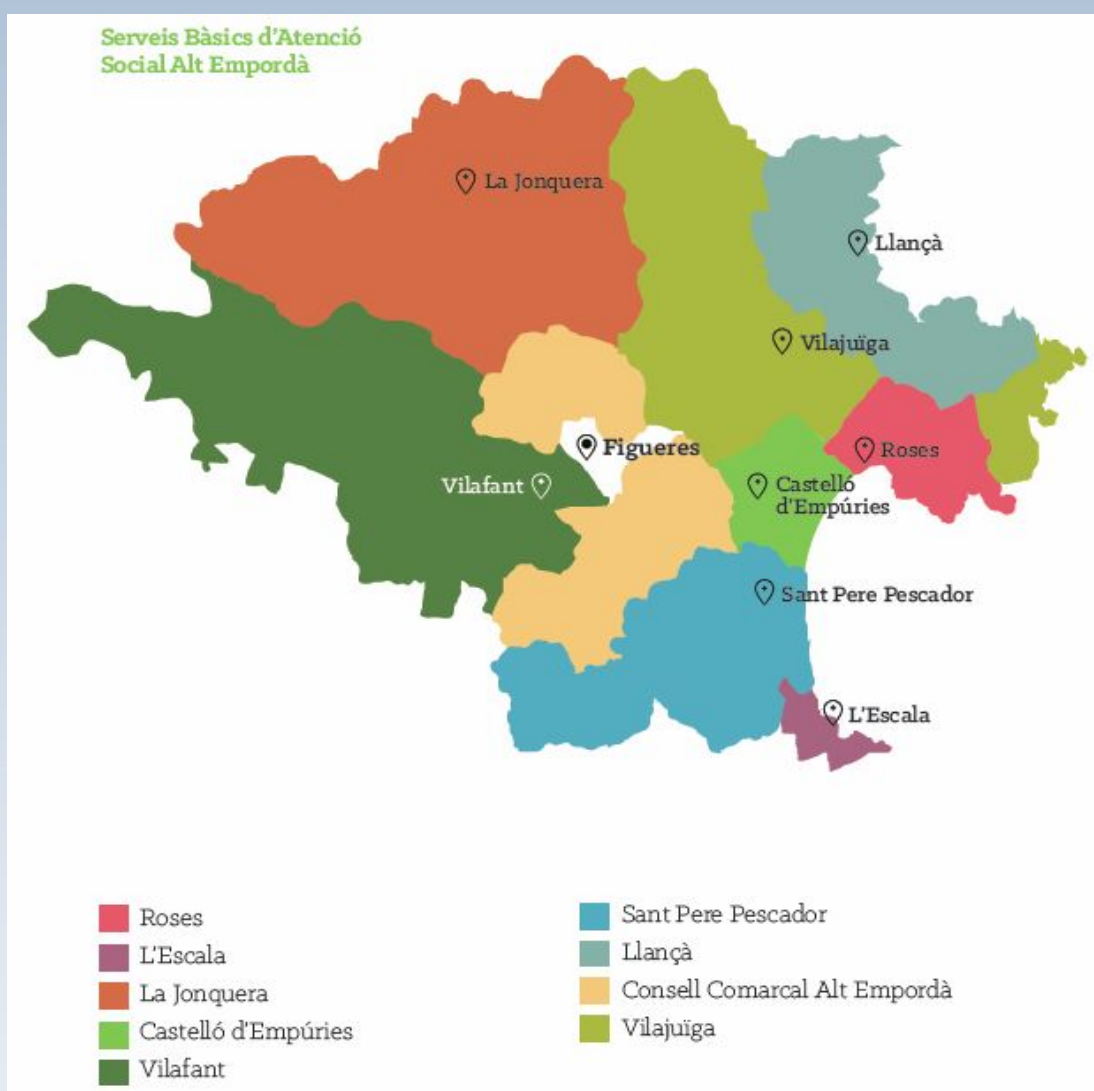 Serveis Bàsics d'Atenció
Social Alt Empordà
La Jonquera
Llançà
Vilajuïga
Figueres
Roses
Vilafant
Castelló
d'Empúries
Sant Pere Pescador
L'Escala
Roses
L'Escala
La Jonquera
Castelló d'Empúries
Vilafant
Sant Pere Pescador
Llançà
Consell Comarcal Alt Empordà
Vilajuïga